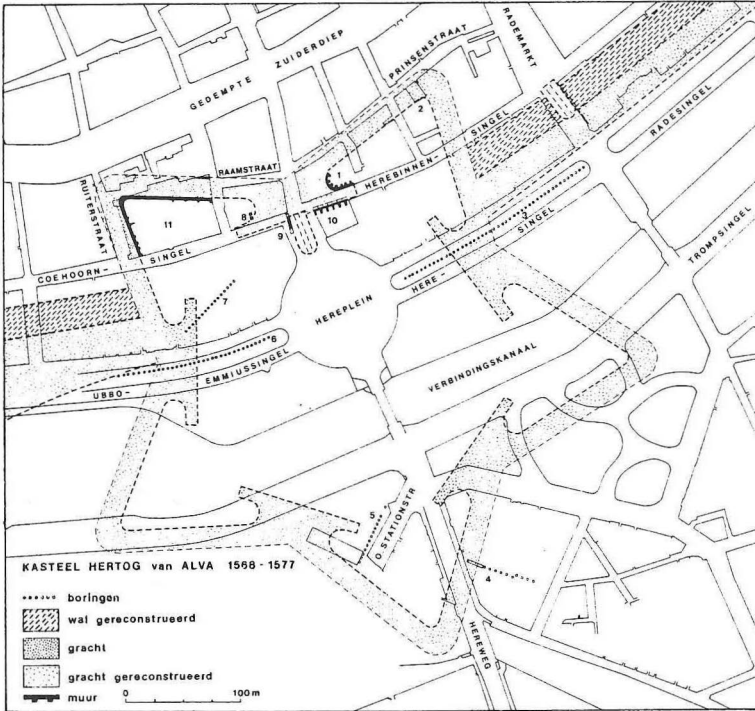 GEDEMPTE ZUIDERDIEP
PRINSENSTRAAT
RADEMARKT
2
RADESINGEL
RAAMSTRAAT
1
HEREBINNEN SINGEL
RUITERSTRAAT
11
8
10
9
3
HERE- SINGEL
TROMPSINGEL
COEHOORN- SINGEL
7
HEREPLEIN
6
VERBINDINGSKANAAL
UBBO- EMMIUSSINGEL
5
O. STATIONSTR
4
HEREWEG
KASTEEL HERTOG van ALVA 1568-1577
boringen
wal gereconstrueerd
gracht
gracht gereconstrueerd
muur
0 100m